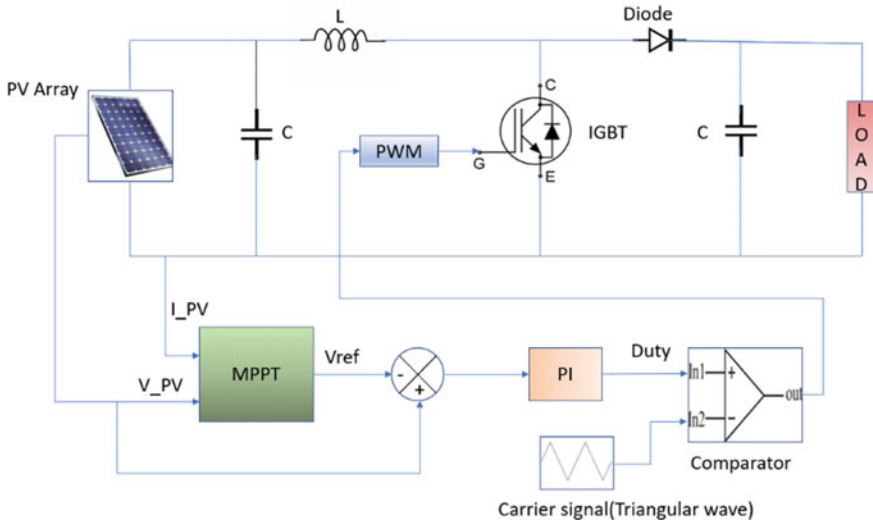 L
Diode
PV Array
C
C
IGBT
C
L
O
A
D
PWM
G
E
I_PV
Vref
Duty
MPPT
-
+
PI
In1
+
out
V_PV
In2
-
Comparator
Carrier signal(Triangular wave)